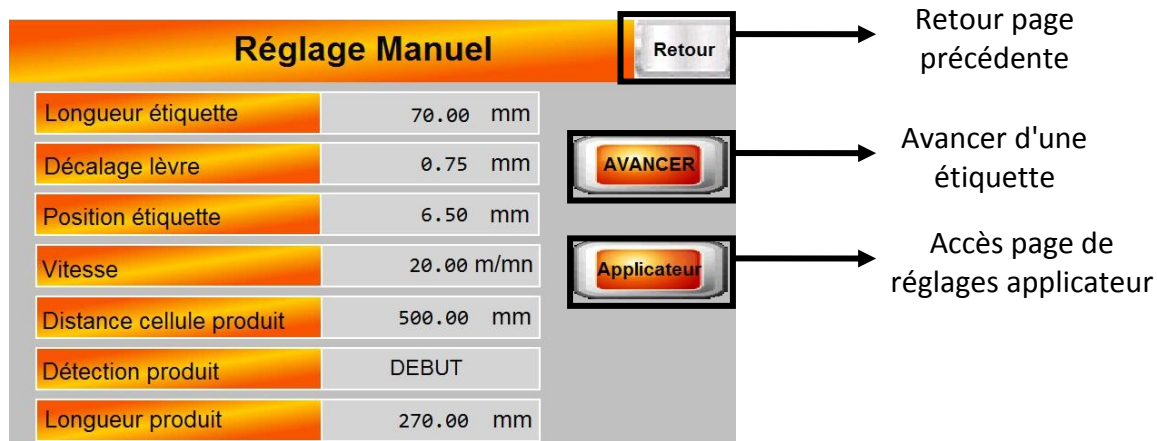 Réglage Manuel
Retour
Retour page
précédente
Longueur étiquette 70.00 mm
Décalage lèvre 0.75 mm
AVANCER
Avancer d'une
étiquette
Position étiquette 6.50 mm
Vitesse 20.00 m/mn
Applicateur
Accès page de
réglages applicateur
Distance cellule produit 500.00 mm
Détection produit DEBUT
Longueur produit 270.00 mm